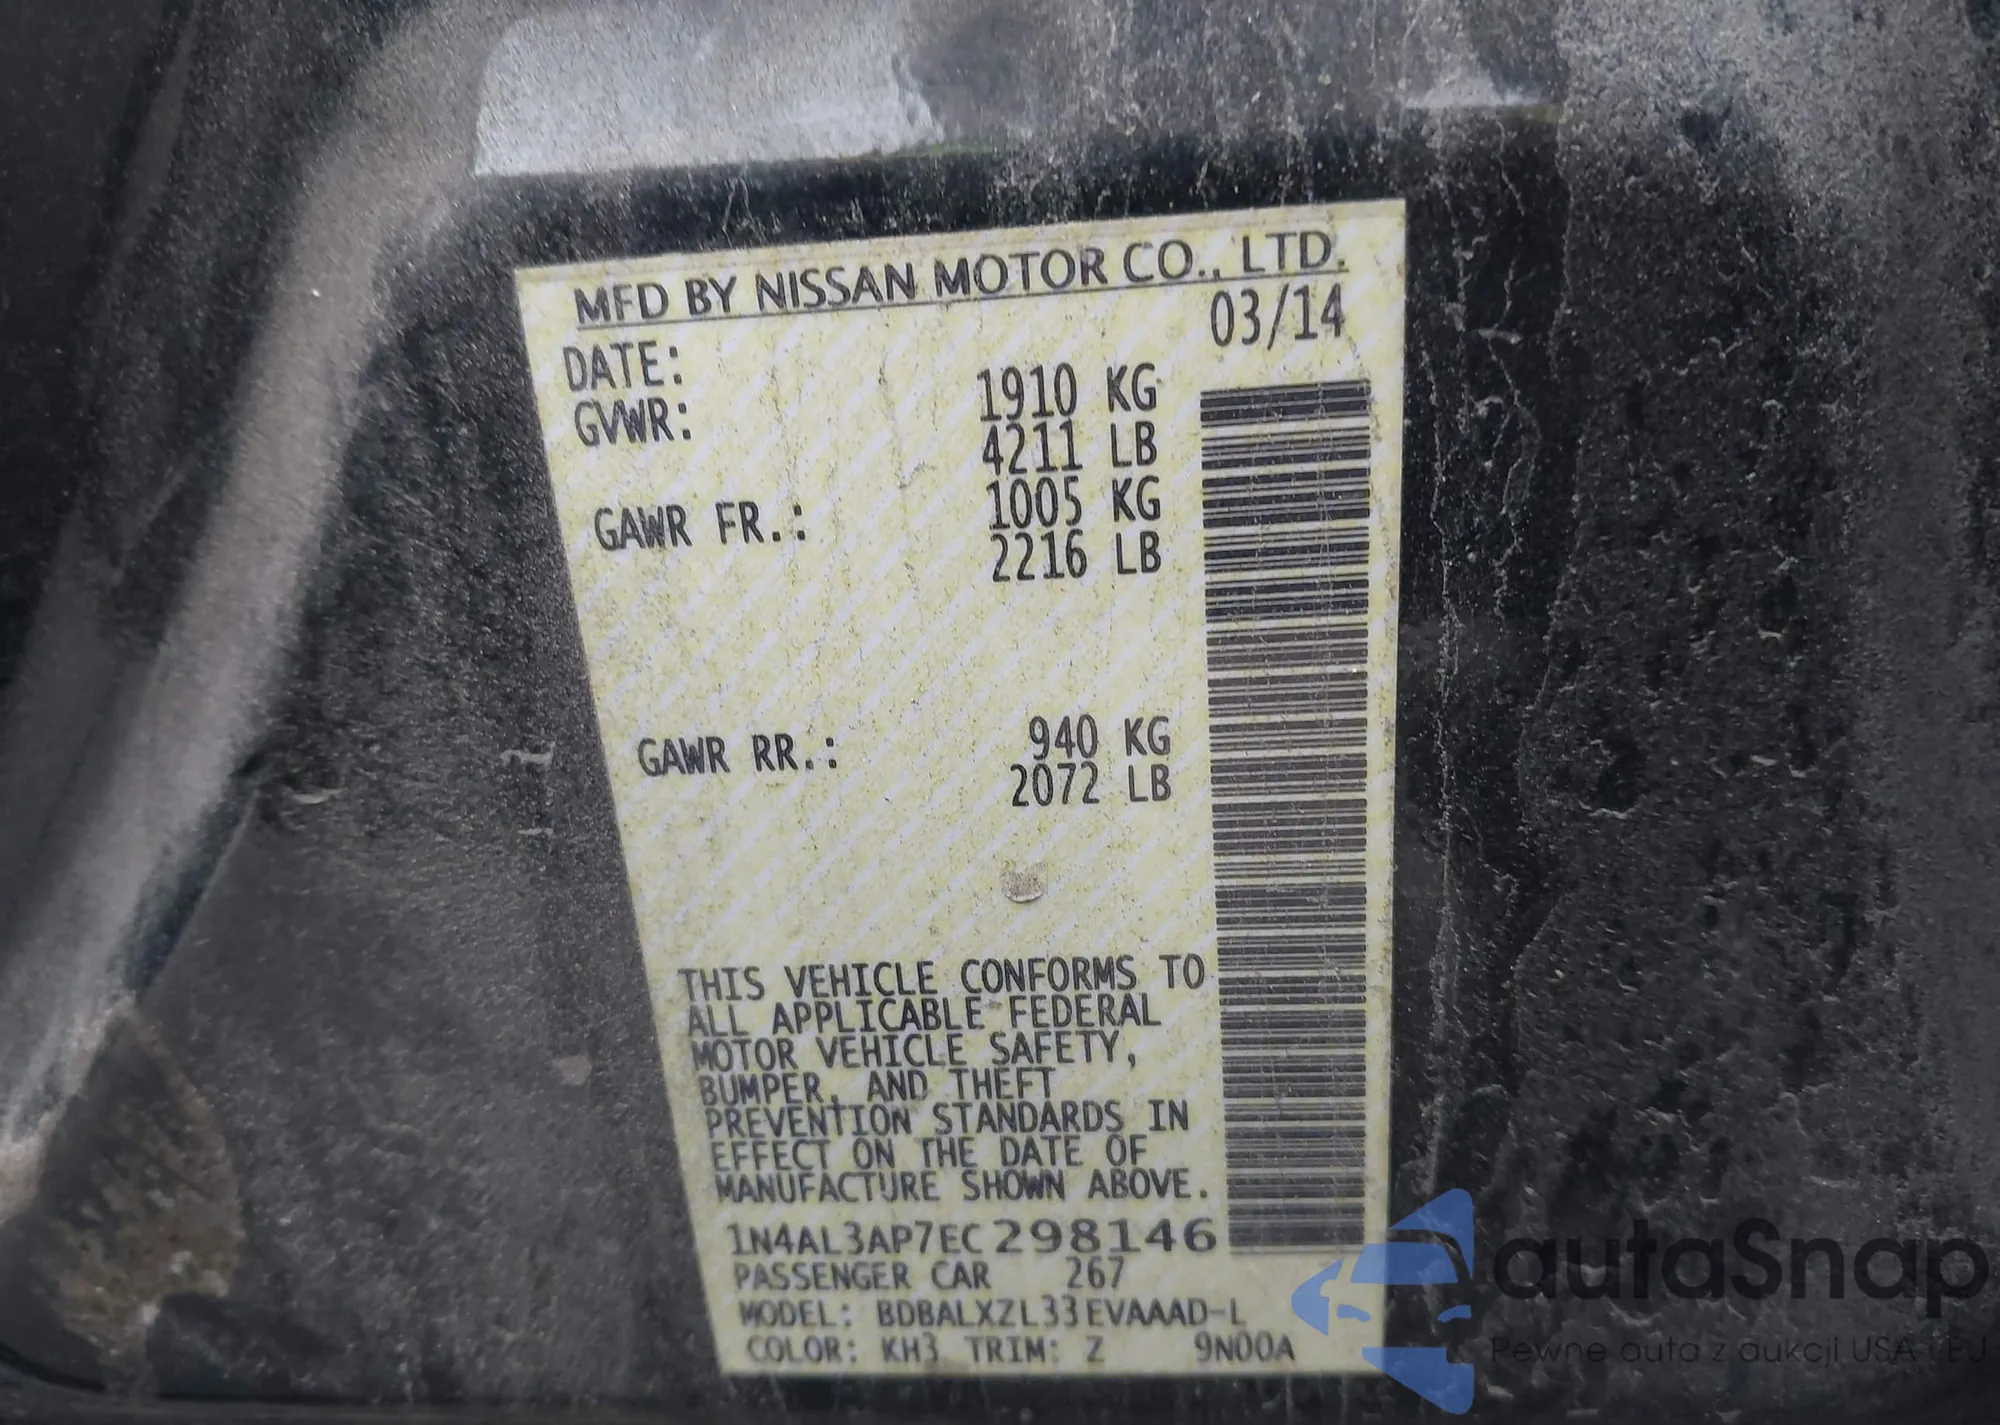 MFD BY NISSAN MOTOR CO., LTD.
DATE: 03/14
GVWR: 1910 KG
4211 LB
GAWR FR.: 1005 KG
2216 LB
GAWR RR.: 940 KG
2072 LB
THIS VEHICLE CONFORMS TO
ALL APPLICABLE FEDERAL
MOTOR VEHICLE SAFETY,
BUMPER, AND THEFT
PREVENTION STANDARDS IN
EFFECT ON THE DATE OF
MANUFACTURE SHOWN ABOVE.
1N4AL3AP7EC298146
PASSENGER CAR 267
MODEL: BDBALXZL33EVAAAD-L
COLOR: KH3 TRIM: Z 9N00A
autaSnap
Pewne auta z aukcji USA i EU